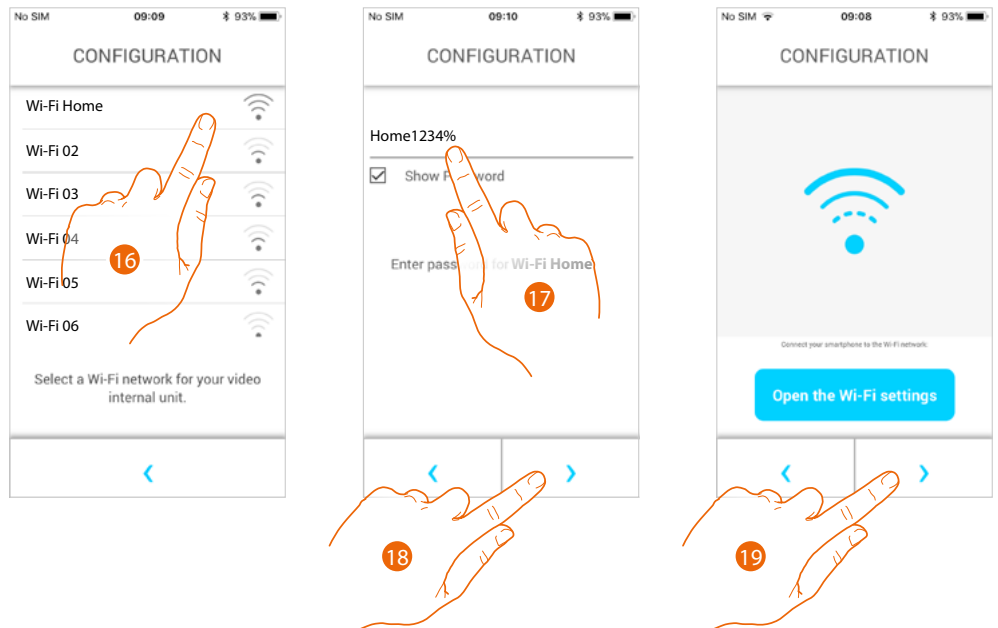 No SIM 09:09 93%
CONFIGURATION
Wi-Fi Home
Wi-Fi 02
Wi-Fi 03
Wi-Fi 04
Wi-Fi 05
Wi-Fi 06
16
Select a Wi-Fi network for your video
internal unit.
No SIM 09:10 93%
CONFIGURATION
Home1234%
Show Password
Enter password for Wi-Fi Home
17
18
No SIM 09:08 93%
CONFIGURATION
Connect your smartphone to the Wi-Fi network.
Open the Wi-Fi settings
19